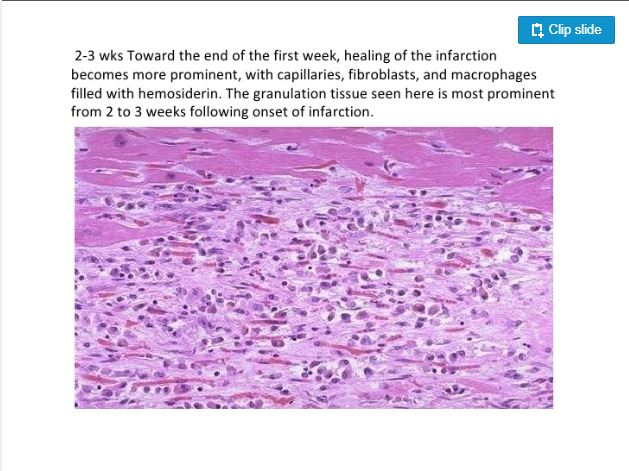 Clip slide
2-3 wks Toward the end of the first week, healing of the infarction
becomes more prominent, with capillaries, fibroblasts, and macrophages
filled with hemosiderin. The granulation tissue seen here is most prominent
from 2 to 3 weeks following onset of infarction.